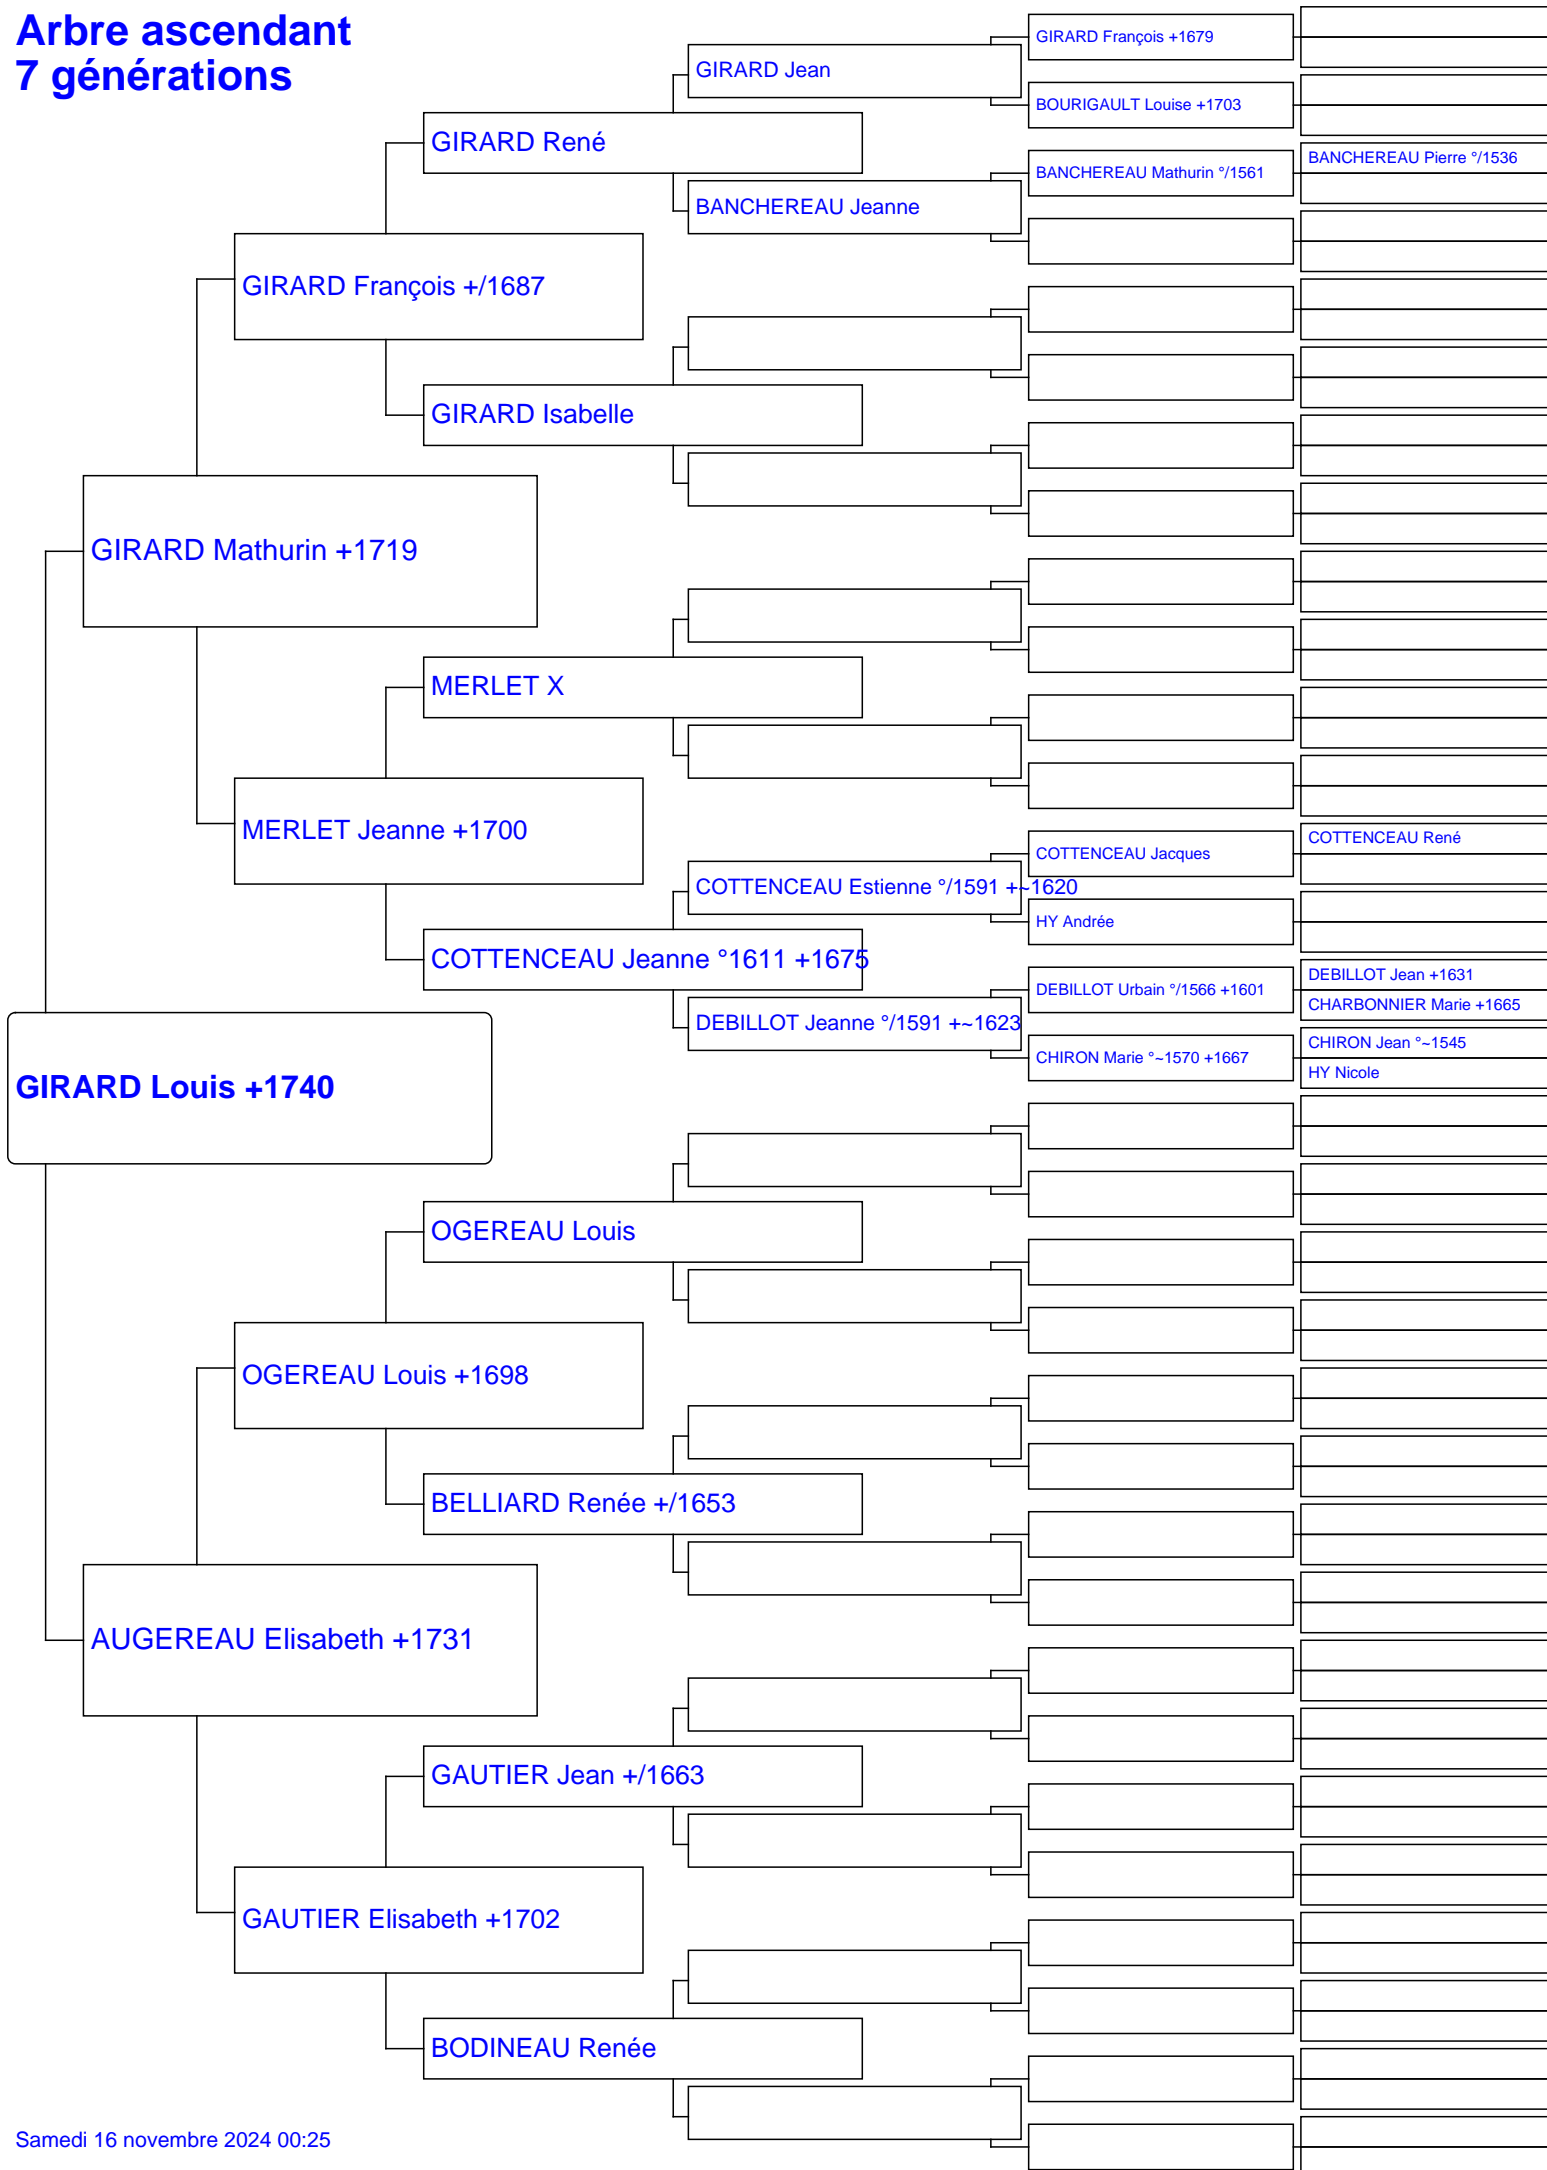 Arbre ascendant
7 générations
GIRARD François +1679
GIRARD Jean
BOURIGAULT Louise +1703
GIRARD René
BANCHEREAU Pierre °/1536
BANCHEREAU Mathurin °/1561
BANCHEREAU Jeanne
GIRARD François +/1687
GIRARD Isabelle
GIRARD Mathurin +1719
MERLET X
MERLET Jeanne +1700
COTTENCEAU René
COTTENCEAU Jacques
COTTENCEAU Estienne °/1591 +~1620
HY Andrée
COTTENCEAU Jeanne °1611 +1675
DEBILLOT Jean +1631
DEBILLOT Urbain °/1566 +1601
CHARBONNIER Marie +1665
DEBILLOT Jeanne °/1591 +~1623
CHIRON Jean °~1545
CHIRON Marie °~1570 +1667
HY Nicole
GIRARD Louis +1740
OGEREAU Louis
OGEREAU Louis +1698
BELLIARD Renée +/1653
AUGEREAU Elisabeth +1731
GAUTIER Jean +/1663
GAUTIER Elisabeth +1702
BODINEAU Renée
Samedi 16 novembre 2024 00:25